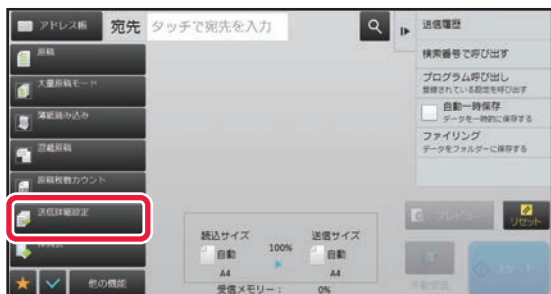 アドレス帳
宛先
タッチで宛先を入力
原稿
大量原稿モード
薄紙読み込み
混載原稿
原稿枚数カウント
送信詳細設定
他の機能
読込サイズ
自動
A4
100%
送信サイズ
自動
A4
受信メモリー:
0%
送信履歴
検索番号で呼び出す
プログラム呼び出し
登録されている設定を呼び出す
自動一時保存
データを一時的に保存する
ファイリング
データをフォルダーに保存する
プレビュー
リセット
手動受信
スタート